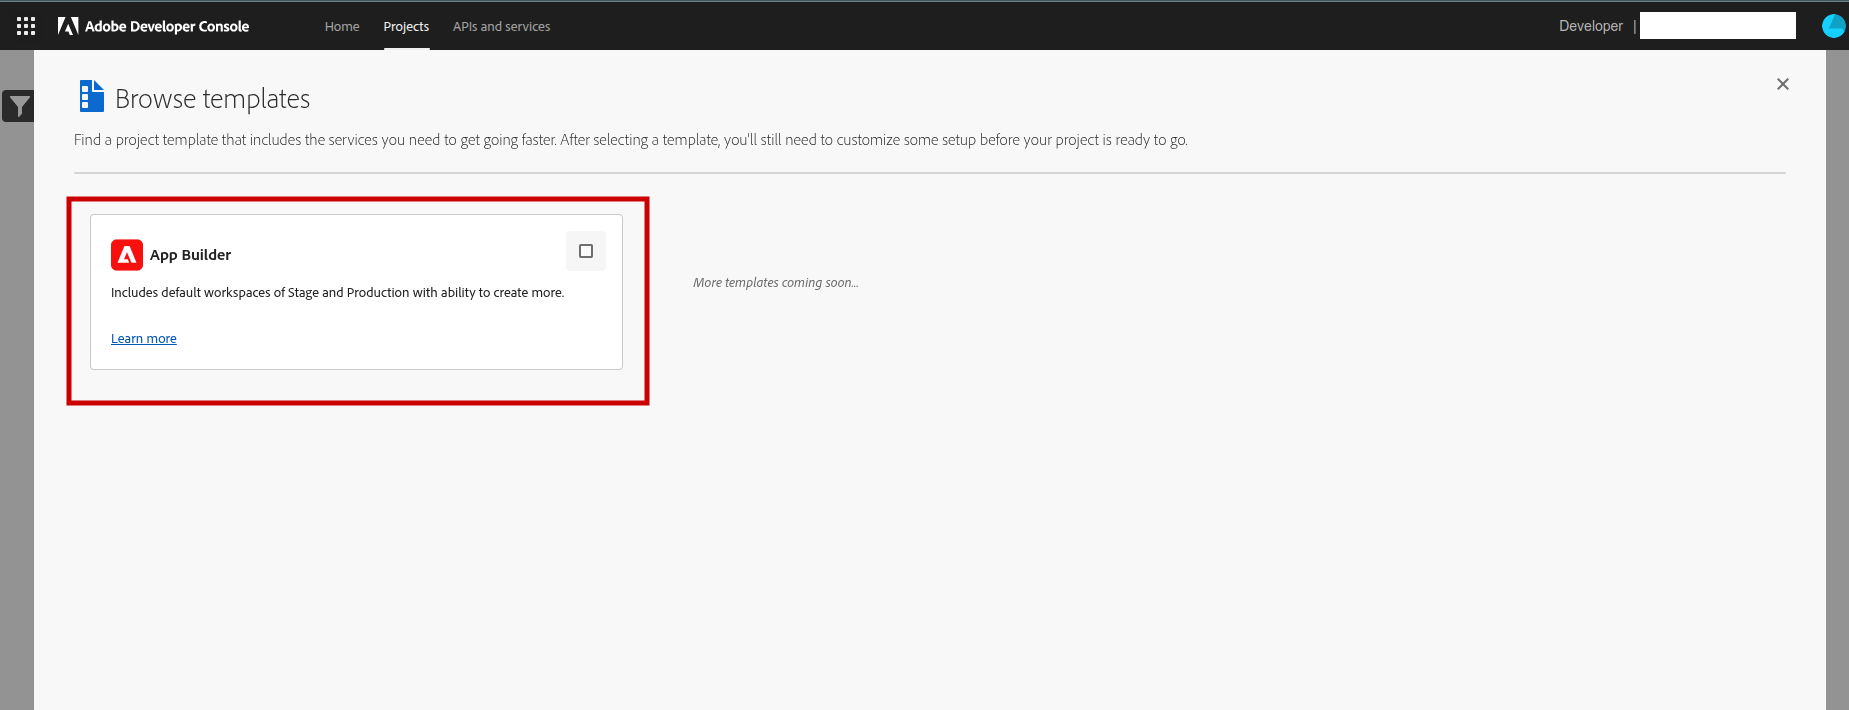 Adobe Developer Console
Home
Projects
APIs and services
Developer |
Browse templates
Find a project template that includes the services you need to get going faster. After selecting a template, you'll still need to customize some setup before your project is ready to go.
App Builder
Includes default workspaces of Stage and Production with ability to create more.
Learn more
More templates coming soon...